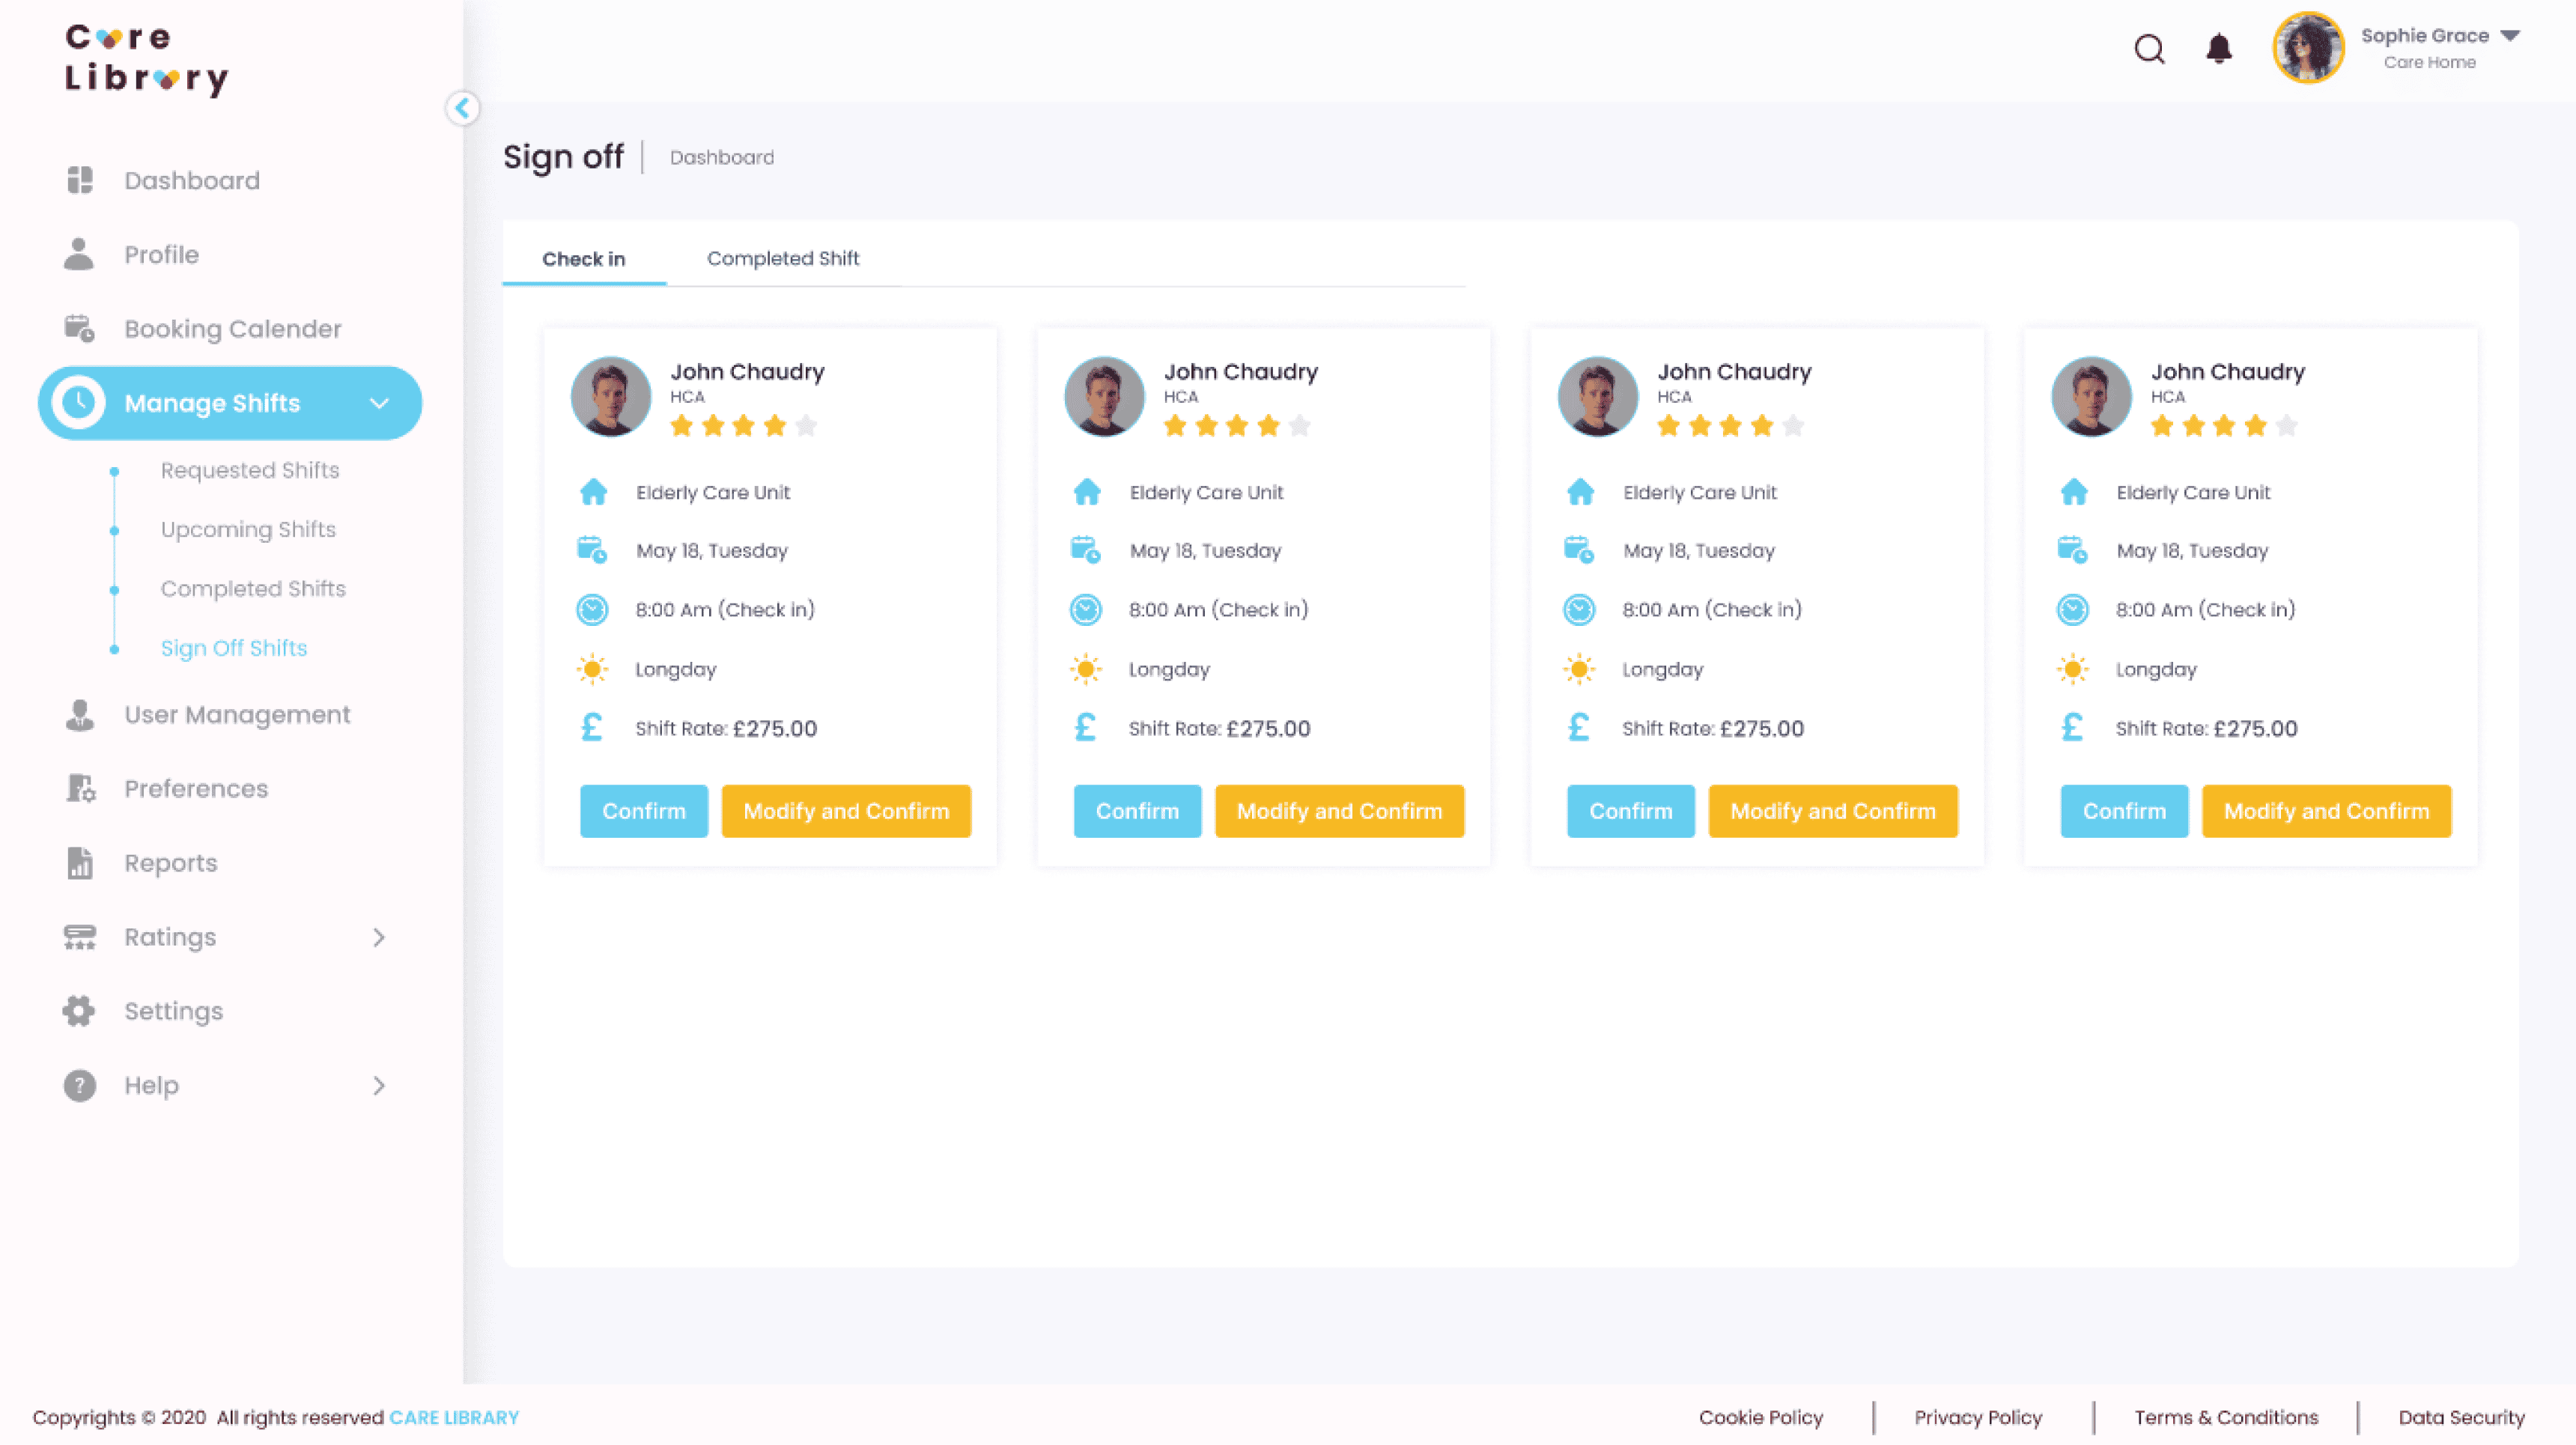 Care
Library
Sophie Grace
Care Home
Sign off
Dashboard
Dashboard
Profile
Booking Calender
Manage Shifts
Requested Shifts
Upcoming Shifts
Completed Shifts
Sign Off Shifts
User Management
Preferences
Reports
Ratings
Settings
Help
Check in
Completed Shift
John Chaudry
HCA
Elderly Care Unit
May 18, Tuesday
8:00 Am (Check in)
Longday
£
Shift Rate: £275.00
Confirm
Modify and Confirm
John Chaudry
HCA
Elderly Care Unit
May 18, Tuesday
8:00 Am (Check in)
Longday
£
Shift Rate: £275.00
Confirm
Modify and Confirm
John Chaudry
HCA
Elderly Care Unit
May 18, Tuesday
8:00 Am (Check in)
Longday
£
Shift Rate: £275.00
Confirm
Modify and Confirm
John Chaudry
HCA
Elderly Care Unit
May 18, Tuesday
8:00 Am (Check in)
Longday
£
Shift Rate: £275.00
Confirm
Modify and Confirm
Copyrights © 2020 All rights reserved CARE LIBRARY
Cookie Policy
Privacy Policy
Terms & Conditions
Data Security